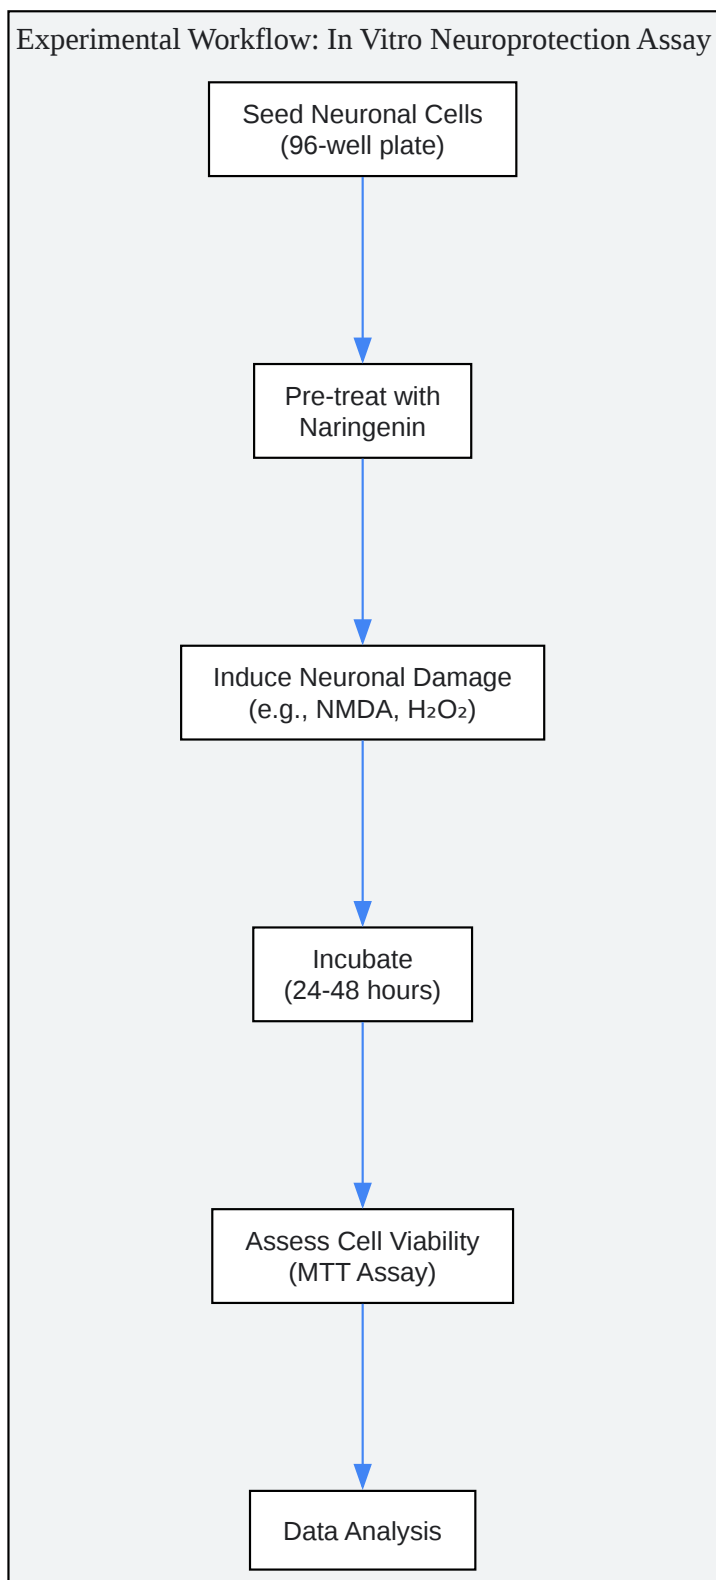 Experimental Workflow: In Vitro Neuroprotection Assay
Seed Neuronal Cells
(96-well plate)
Pre-treat with
Naringenin
Induce Neuronal Damage
(e.g., NMDA, H₂O₂)
Incubate
(24-48 hours)
Assess Cell Viability
(MTT Assay)
Data Analysis